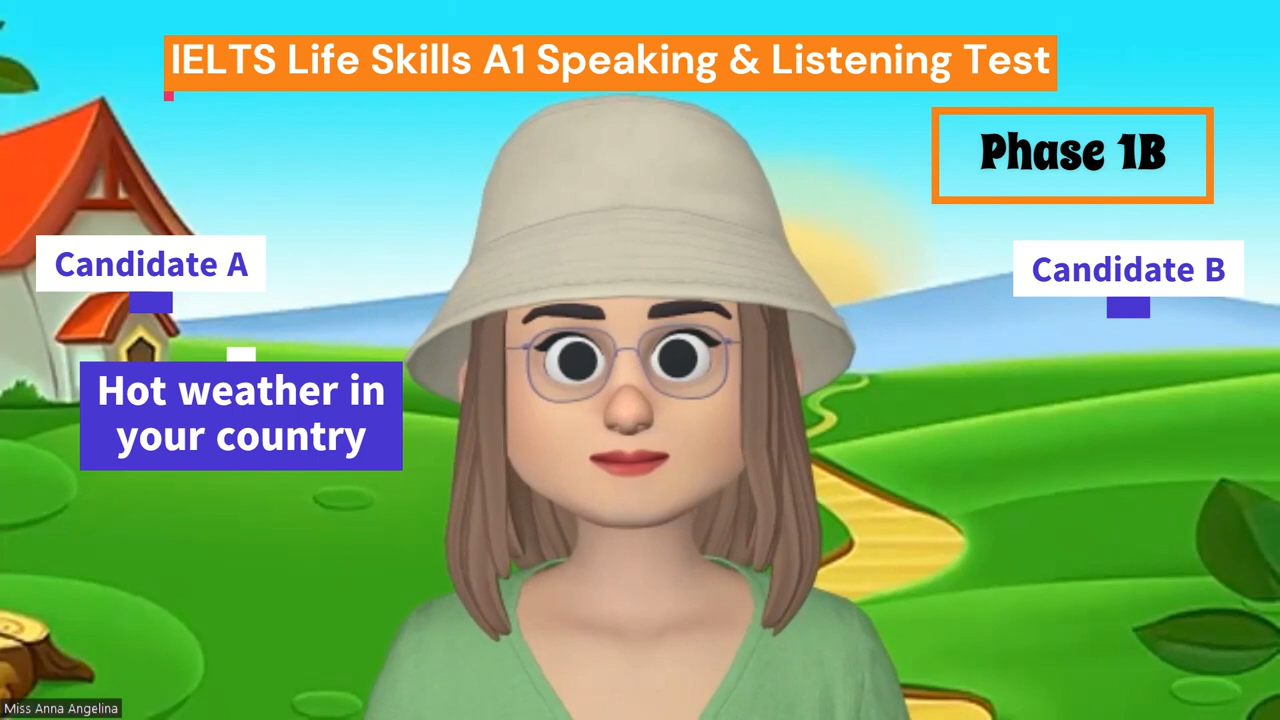 IELTS Life Skills A1 Speaking & Listening Test
Phase 1B
Candidate A
Candidate B
Hot weather in
your country
Miss Anna Angelina